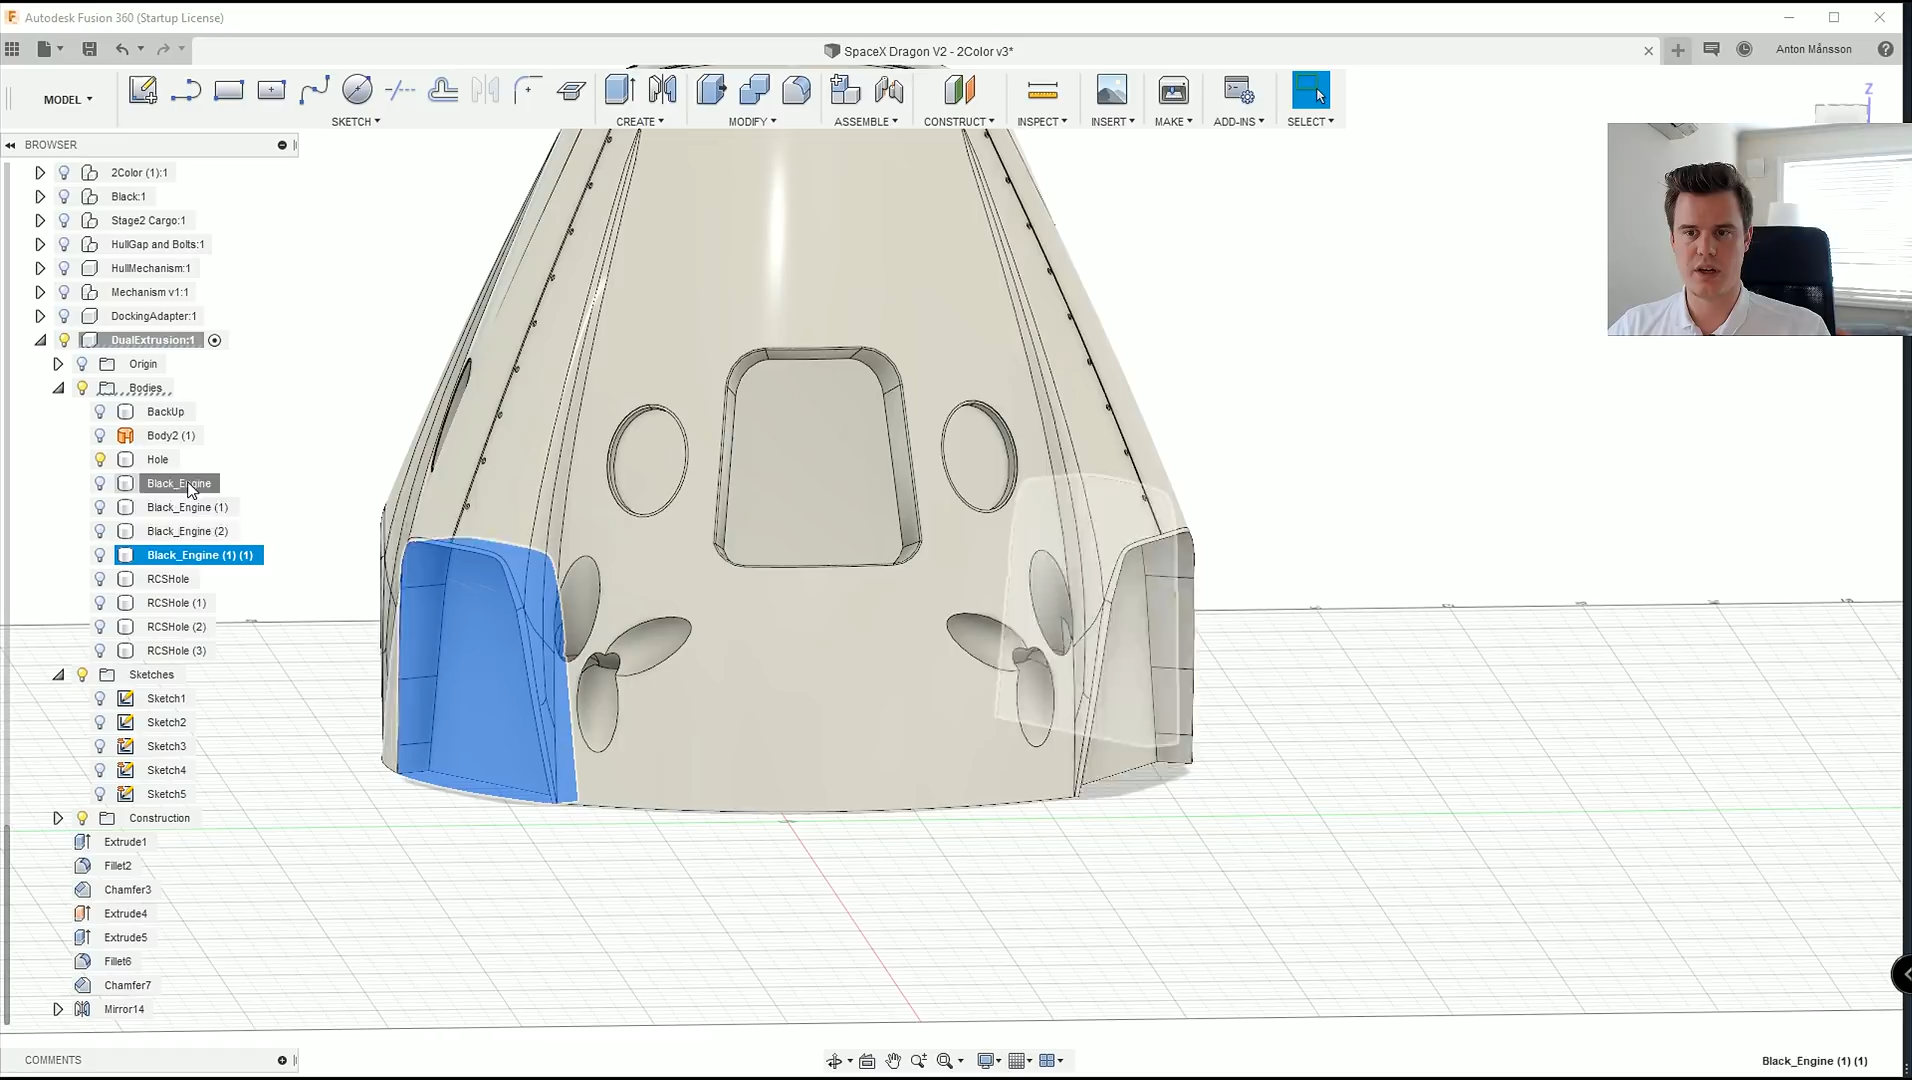 Autodesk Fusion 360 (Startup License)
SpaceX Dragon V2 - 2Color v3*
Anton Månsson
MODEL
SKETCH
CREATE
MODIFY
ASSEMBLE
CONSTRUCT
INSPECT
INSERT
MAKE
ADD-INS
SELECT
Z
BROWSER
2Color (1):1
Black:1
Stage2 Cargo:1
HullGap and Bolts:1
HullMechanism:1
Mechanism v1:1
DockingAdapter:1
DualExtrusion:1
Origin
Bodies
BackUp
Body2 (1)
Hole
Black_Engine
Black_Engine (1)
Black_Engine (2)
Black_Engine (1) (1)
RCSHole
RCSHole (1)
RCSHole (2)
RCSHole (3)
Sketches
Sketch1
Sketch2
Sketch3
Sketch4
Sketch5
Construction
Extrude1
Fillet2
Chamfer3
Extrude4
Extrude5
Fillet6
Chamfer7
Mirror14
COMMENTS
Black_Engine (1) (1)